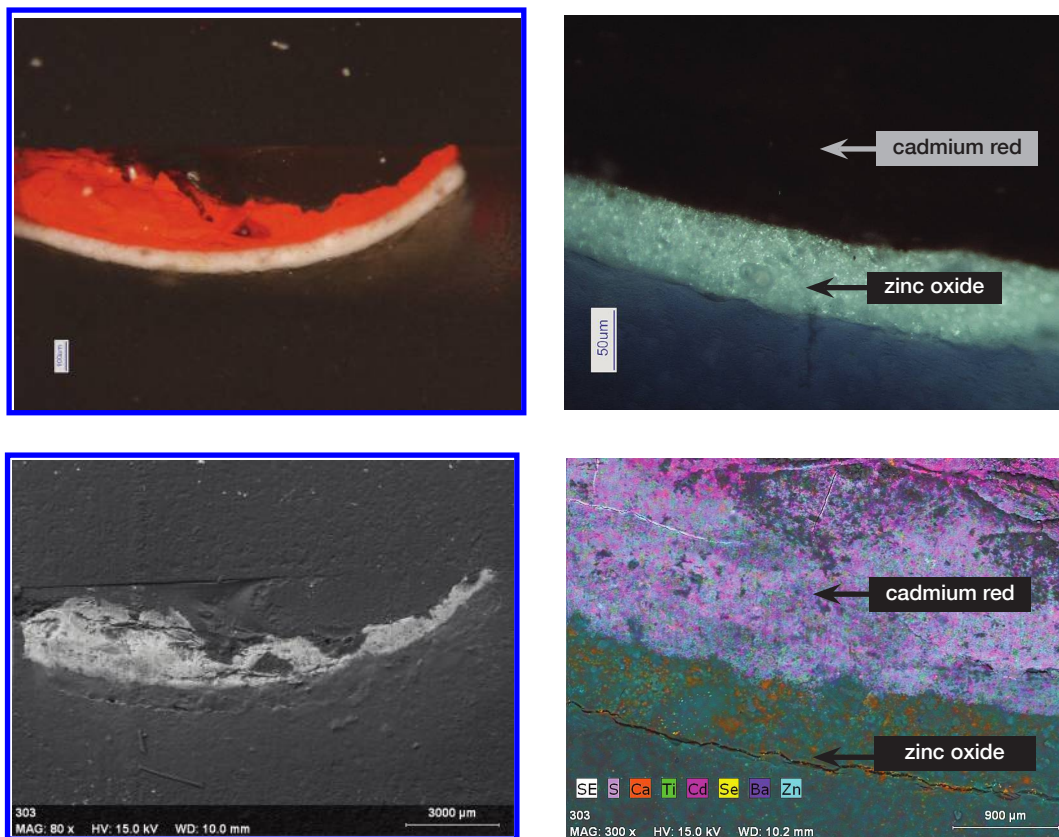 100um
cadmium red
zinc oxide
50um
303
MAG: 80 x HV: 15.0 kV WD: 10.0 mm
3000 µm
cadmium red
zinc oxide
SE S Ca Ti Cd Se Ba Zn
303
MAG: 300 x HV: 15.0 kV WD: 10.2 mm
900 µm